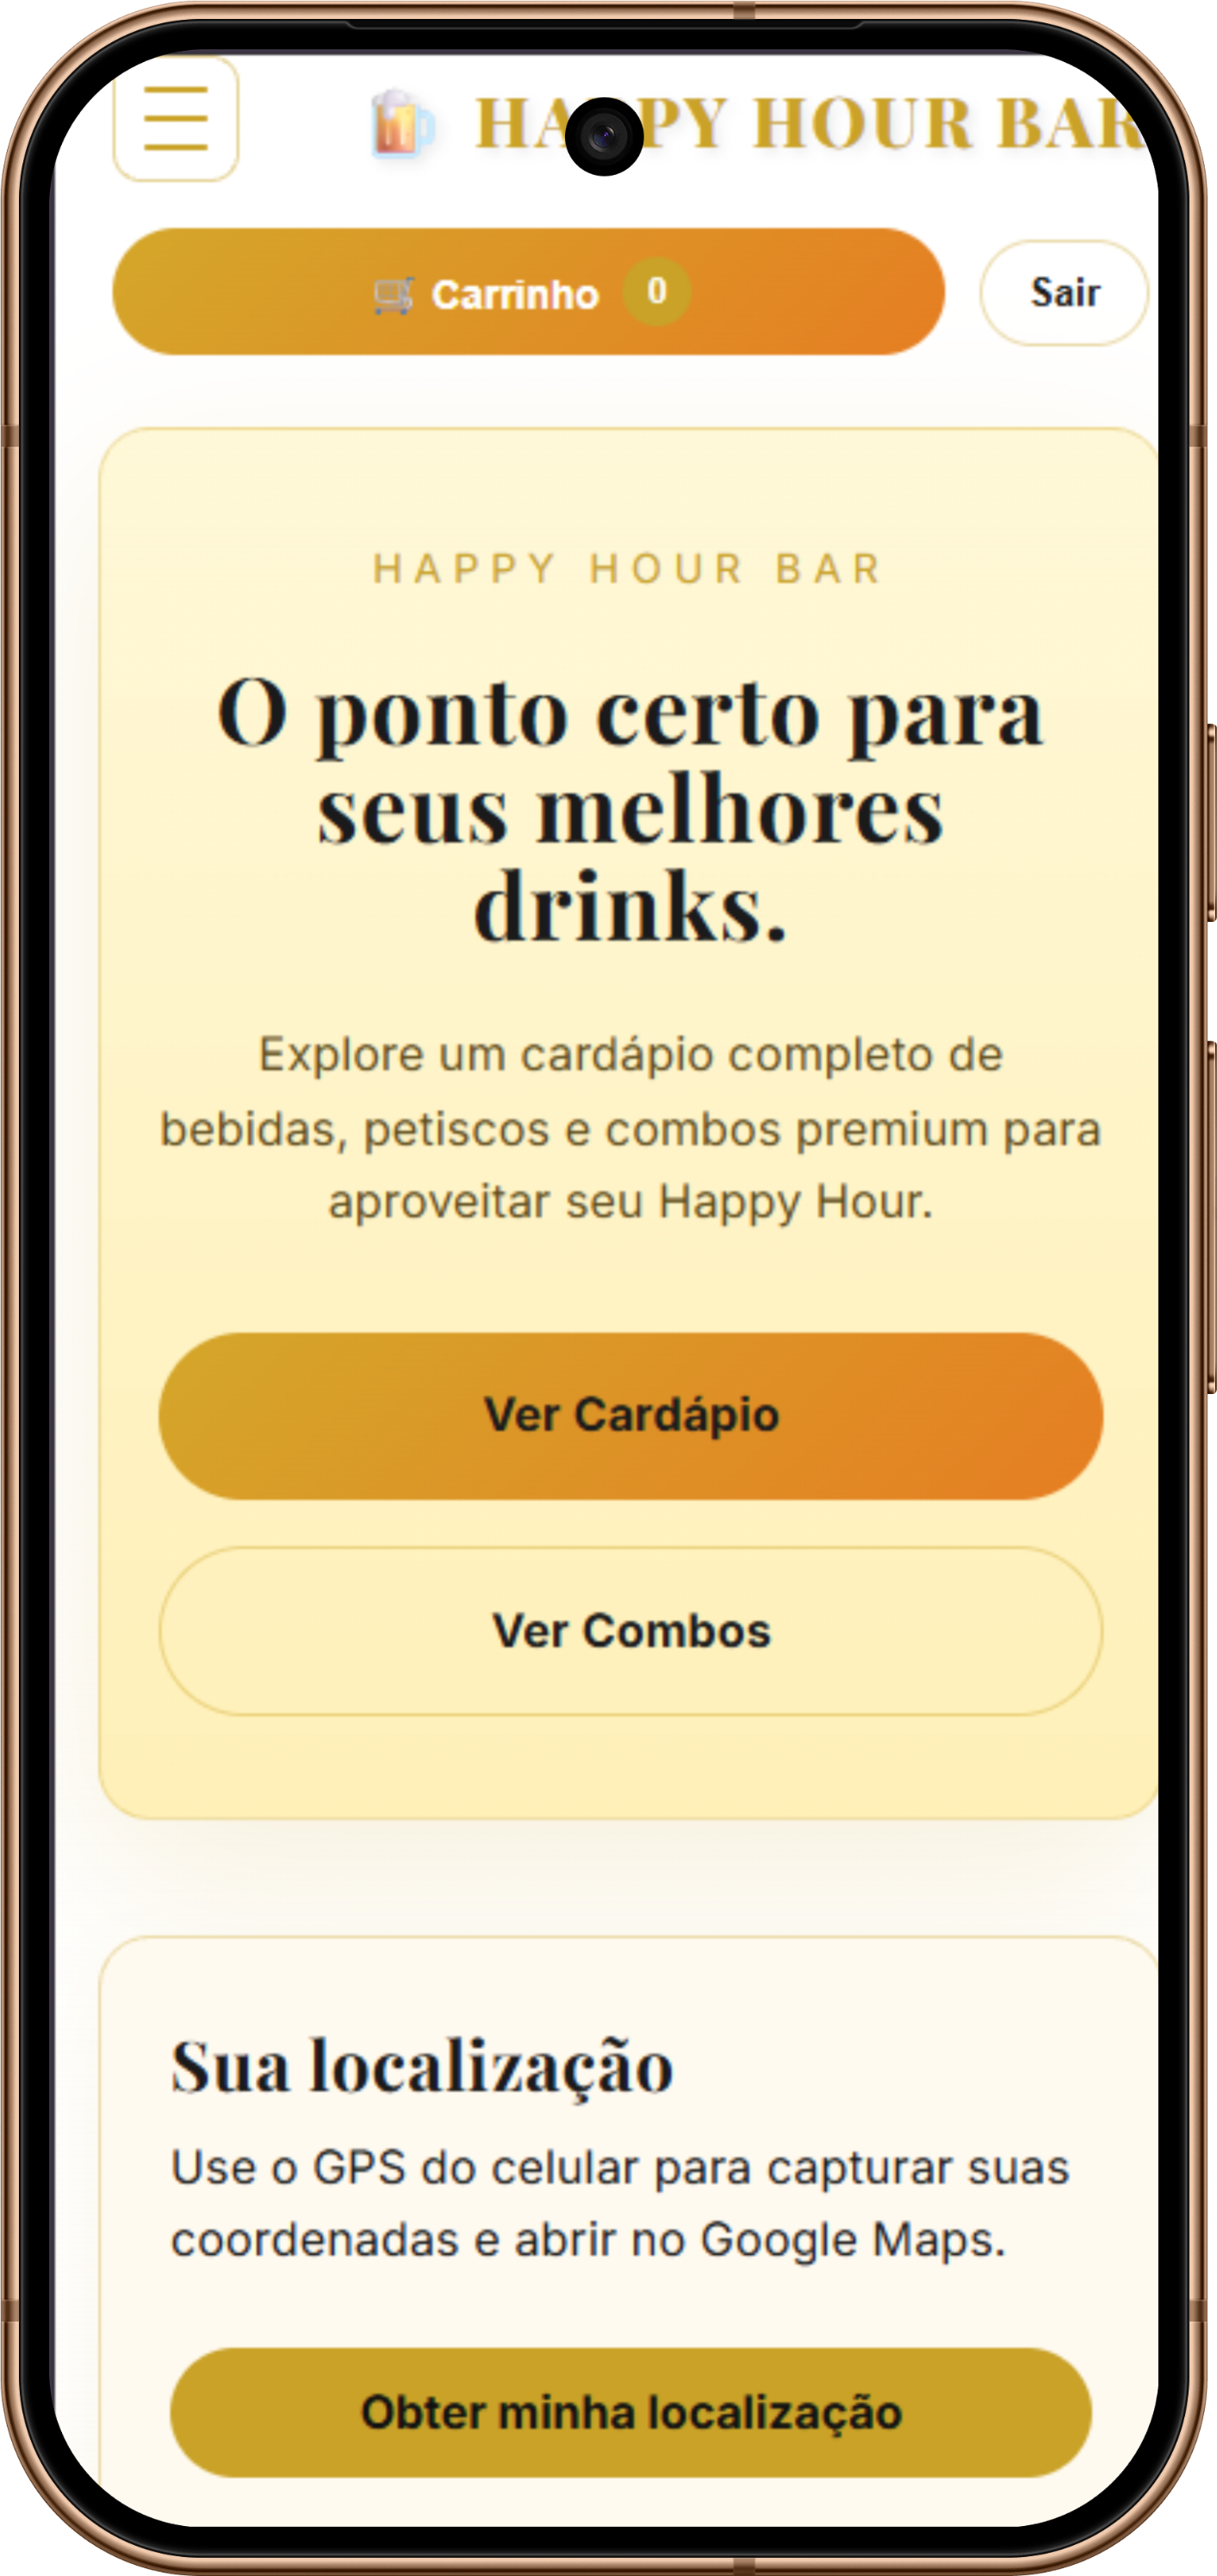 🍺 HAPPY HOUR BAR
🛒 Carrinho 0
Sair
HAPPY HOUR BAR
O ponto certo para
seus melhores
drinks.
Explore um cardápio completo de
bebidas, petiscos e combos premium para
aproveitar seu Happy Hour.
Ver Cardápio
Ver Combos
Sua localização
Use o GPS do celular para capturar suas
coordenadas e abrir no Google Maps.
Obter minha localização